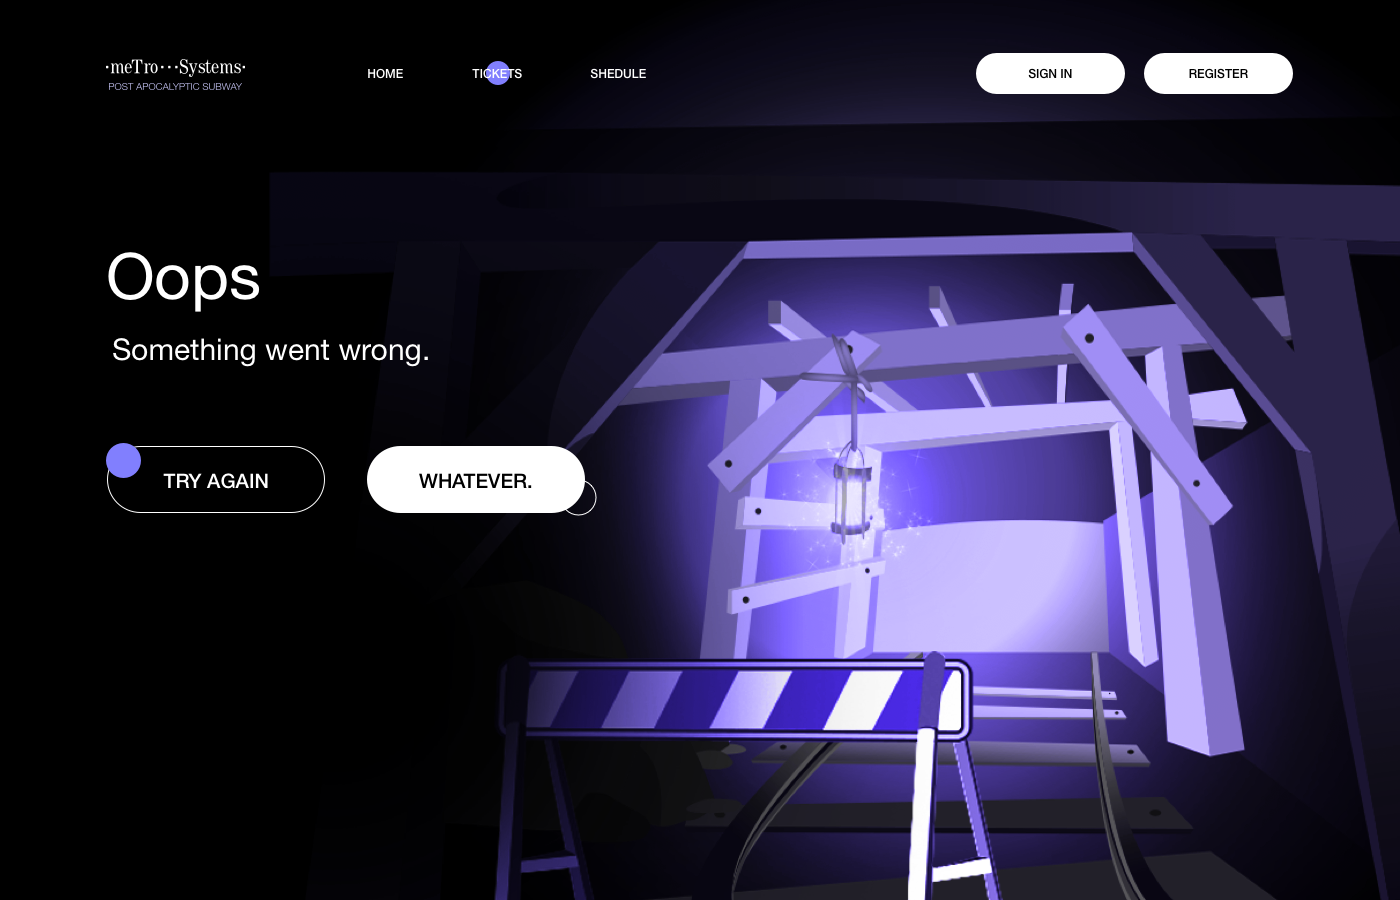 ·meTro···Systems·
POST APOCALYPTIC SUBWAY
HOME
TICKETS
SHEDULE
SIGN IN
REGISTER
Oops
Something went wrong.
TRY AGAIN
WHATEVER.